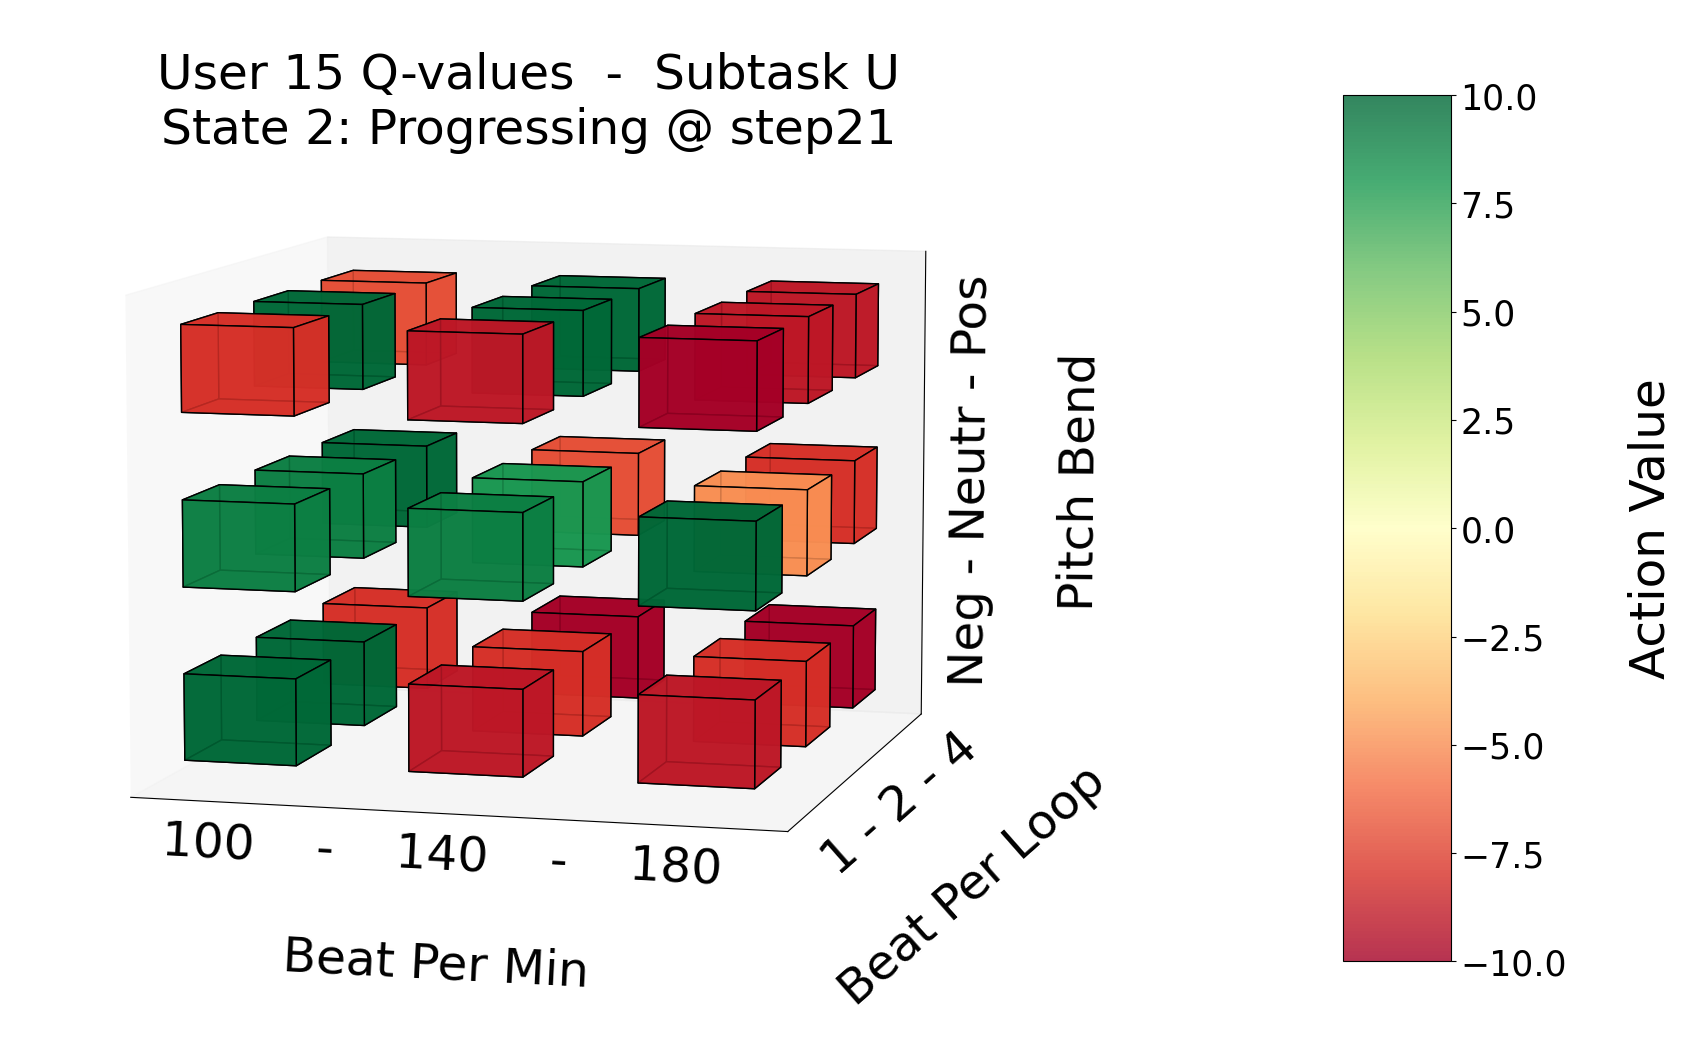 User 15 Q-values - Subtask U
State 2: Progressing @ step21
Neg - Neutr - Pos
Pitch Bend
1 - 2 - 4
Beat Per Loop
100 - 140 - 180
Beat Per Min
10.0
7.5
5.0
2.5
0.0
−2.5
−5.0
−7.5
−10.0
Action Value